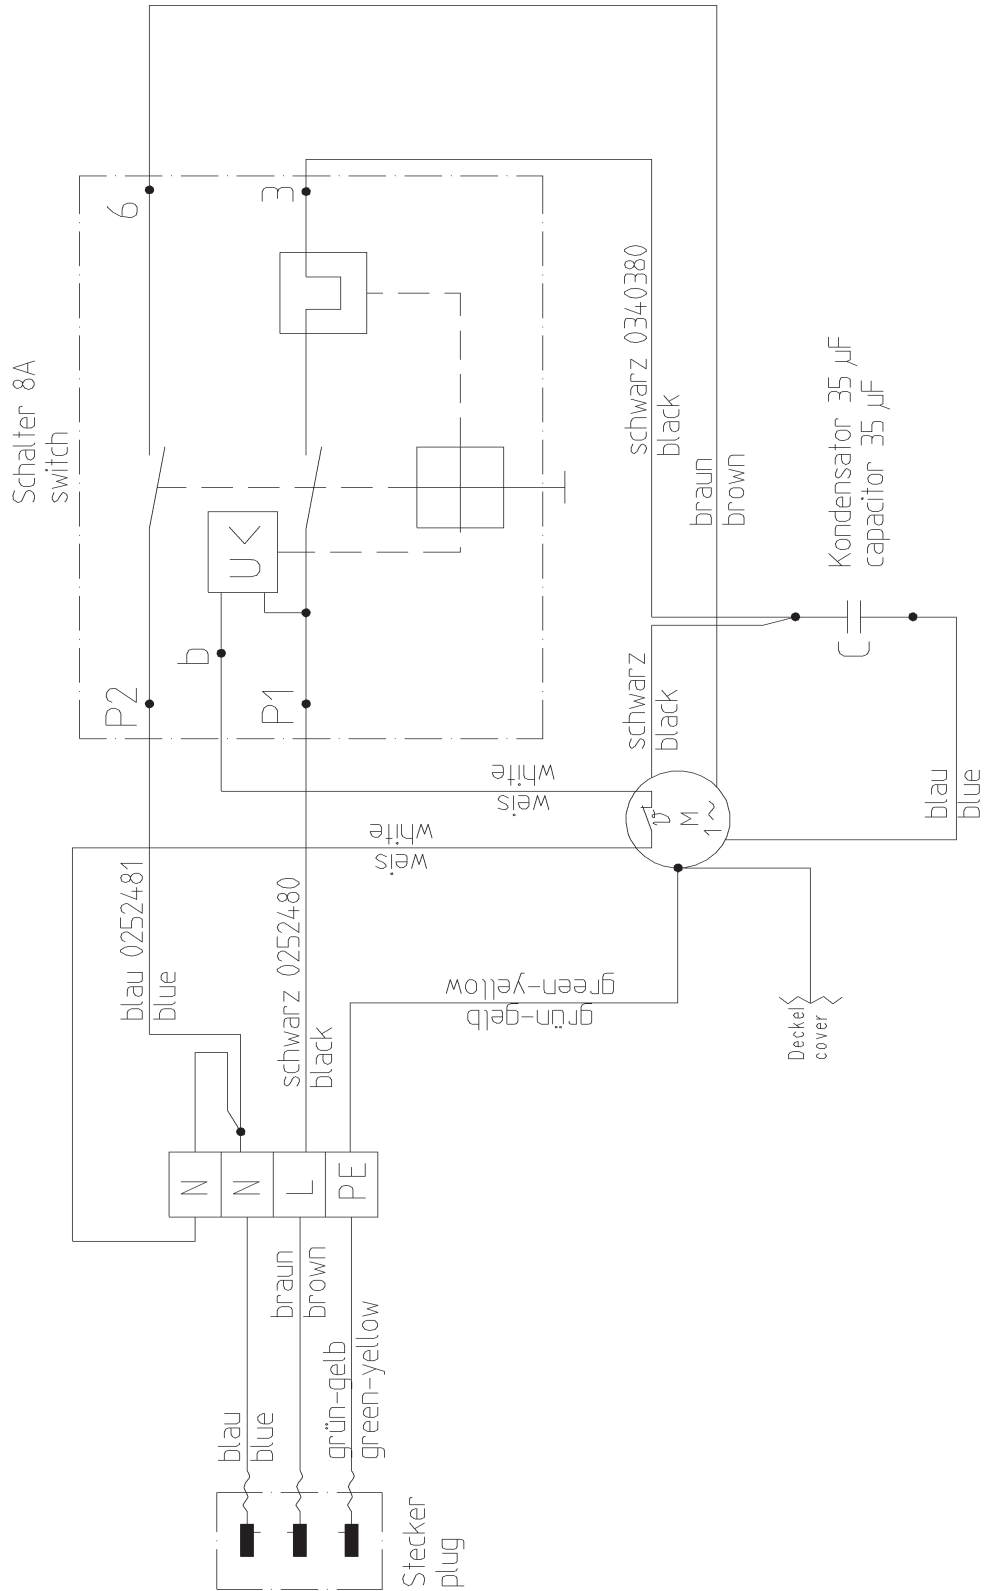 Schalter 8A
switch
6
3
P2
b
P1
U<
schwarz 0340380
black
braun
brown
Kondensator 35 µF
capacitor 35 µF
C
schwarz
black
blau
blue
weis
white
weis
white
ϑ
M
1~
blau 0252481
blue
schwarz 0252480
black
grün-gelb
green-yellow
Deckel
cover
N
N
L
PE
blau
blue
braun
brown
grün-gelb
green-yellow
Stecker
plug